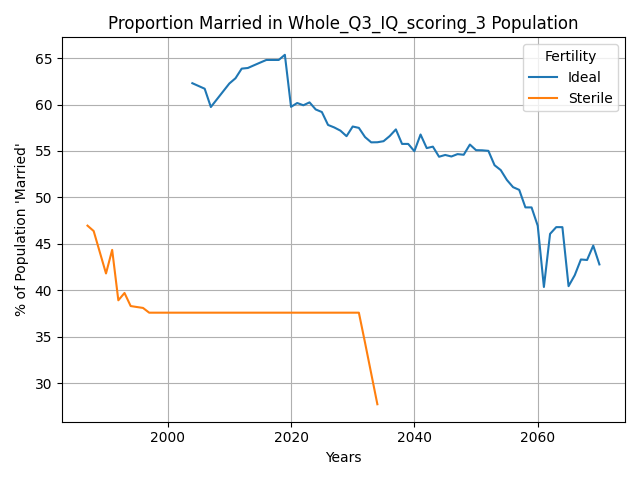 Proportion Married in Whole_Q3_IQ_scoring_3 Population
% of Population 'Married'
65
60
55
50
45
40
35
30
Fertility
Ideal
Sterile
2000
2020
2040
2060
Years